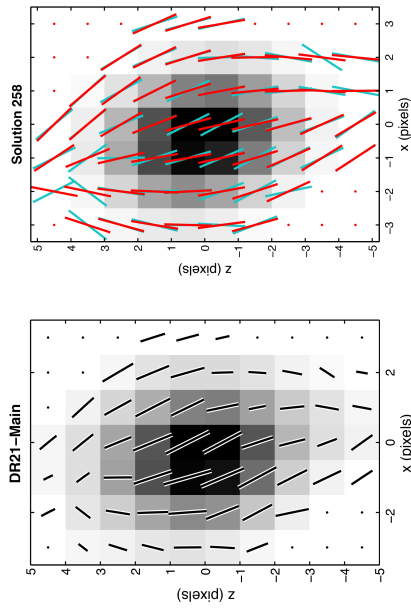 DR21−Main
z (pixels)
5
4
3
2
1
0
−1
−2
−3
−4
−5
−2 0 2
x (pixels)
Solution 258
z (pixels)
5
4
3
2
1
0
−1
−2
−3
−4
−5
−3 −2 −1 0 1 2 3
x (pixels)